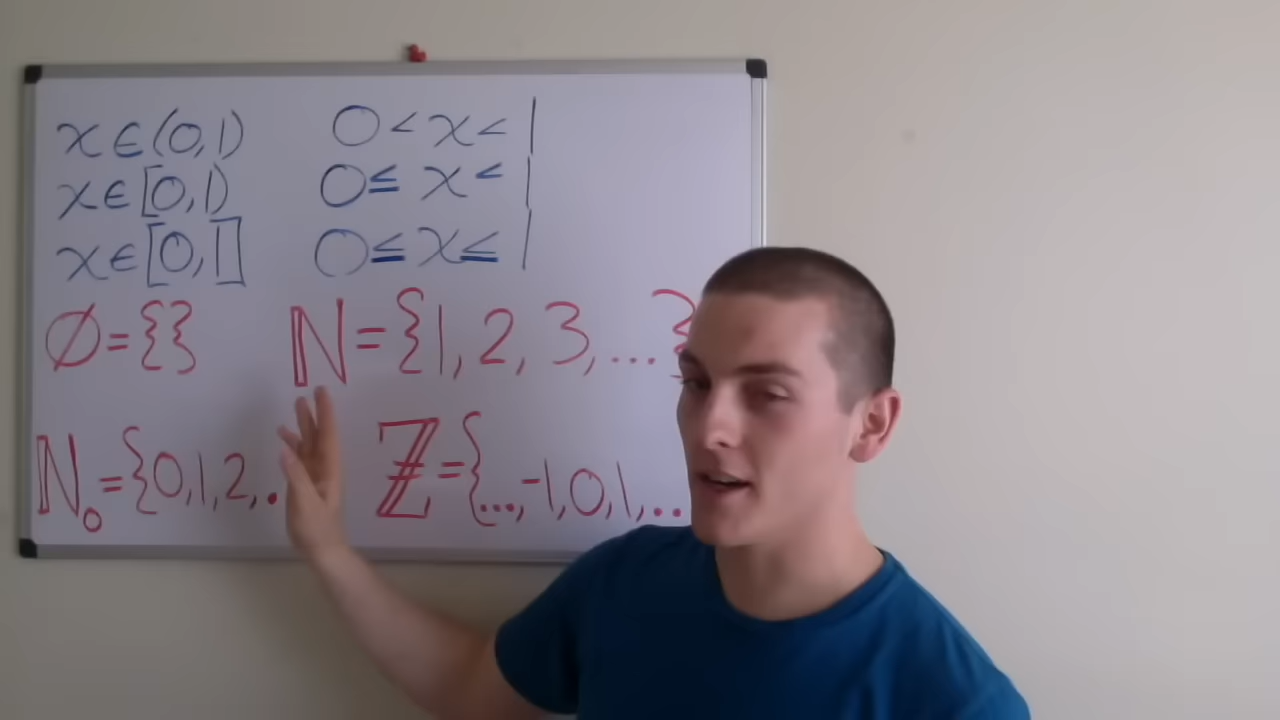 x∈(0,1) 0<x<1
x∈[0,1) 0≤x<1
x∈[0,1] 0≤x≤1
∅={} ℕ={1,2,3,...}
ℕ₀={0,1,2,. ℤ={...,-1,0,1,..